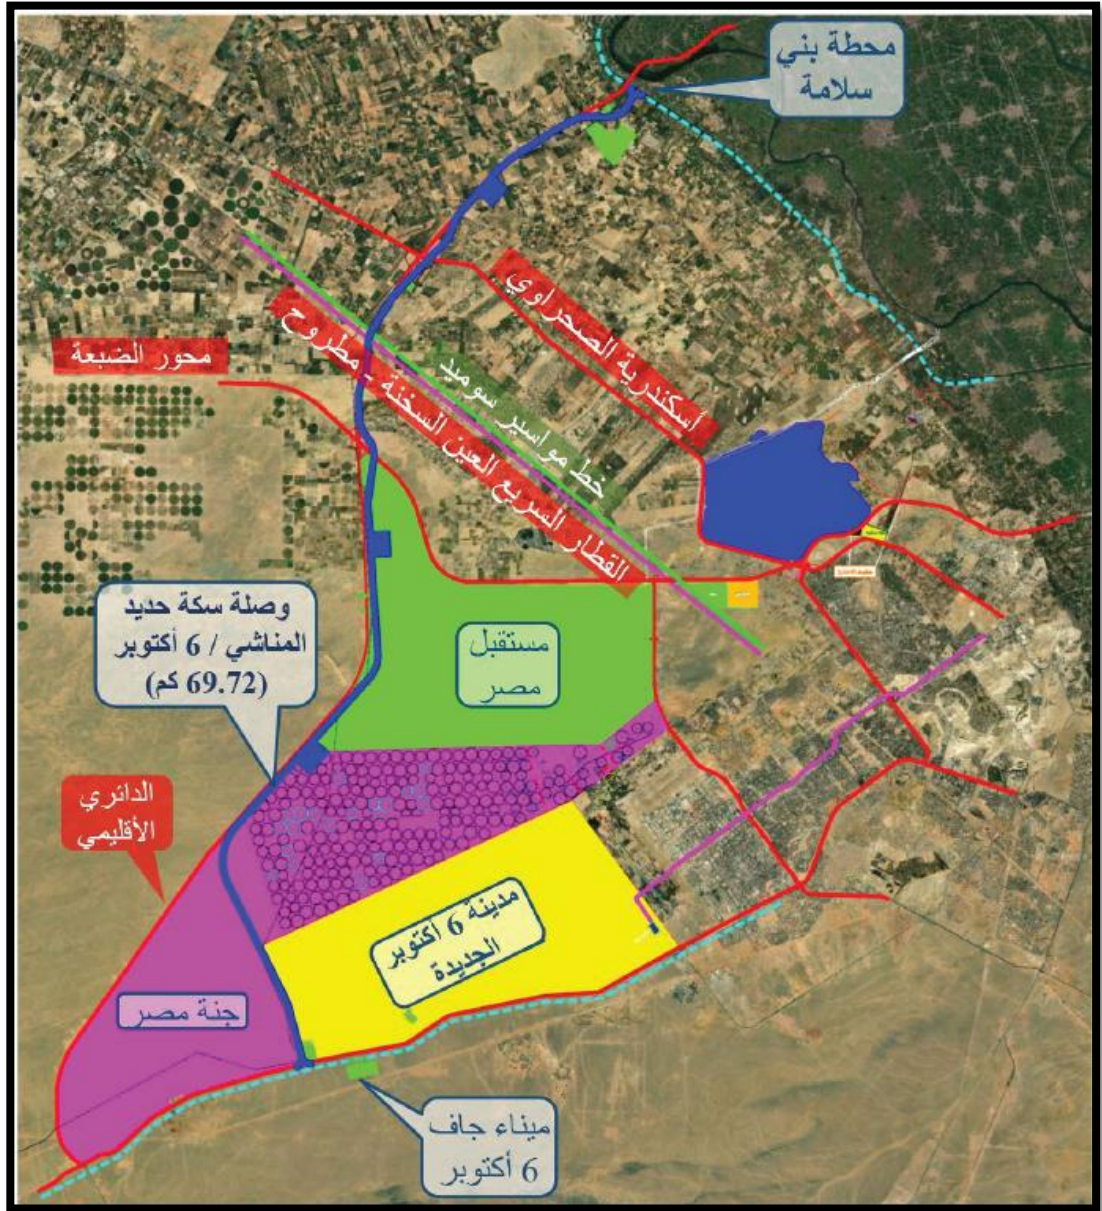 محطة بني
سلامة
أسكندرية الصحراوي
خط مواسير سوميد
القطار السريع العين السخنة - مطروح
محور الضبعة
وصلة سكة حديد
المناشي / 6 أكتوبر
(69.72 كم)
مستقبل
مصر
الدائري
الأقليمي
مدينة 6 أكتوبر
الجديدة
جنة مصر
ميناء جاف
6 أكتوبر